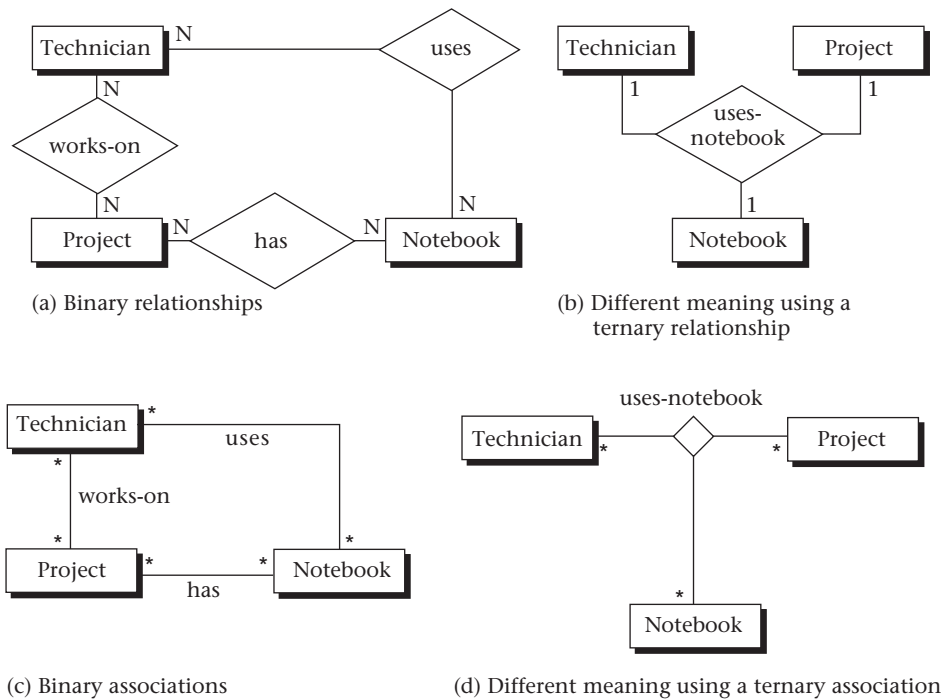 Technician
N
uses
N
works-on
N
Project
N
has
N
Notebook
N
(a) Binary relationships
Technician
Project
1
1
uses-
notebook
1
Notebook
(b) Different meaning using a
ternary relationship
Technician
*
uses
*
works-on
*
*
Project
*
has
*
Notebook
*
(c) Binary associations
uses-notebook
Technician
*
*
Project
*
Notebook
(d) Different meaning using a ternary association